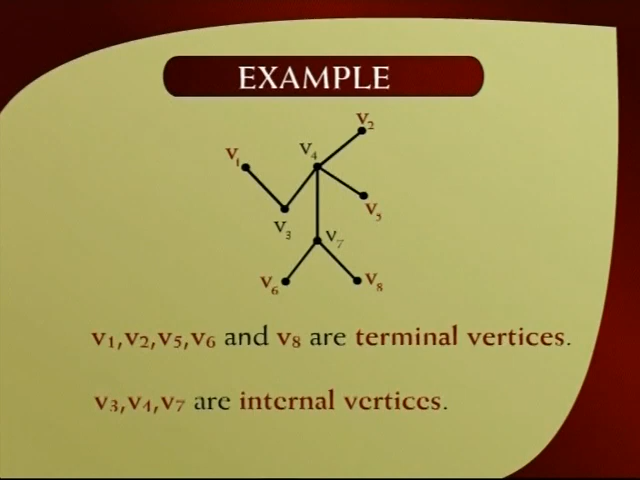 EXAMPLE
v₂
v₄
v₁
v₅
v₃
v₇
v₆
v₈
v₁,v₂,v₅,v₆ and v₈ are terminal vertices.
v₃,v₄,v₇ are internal vertices.